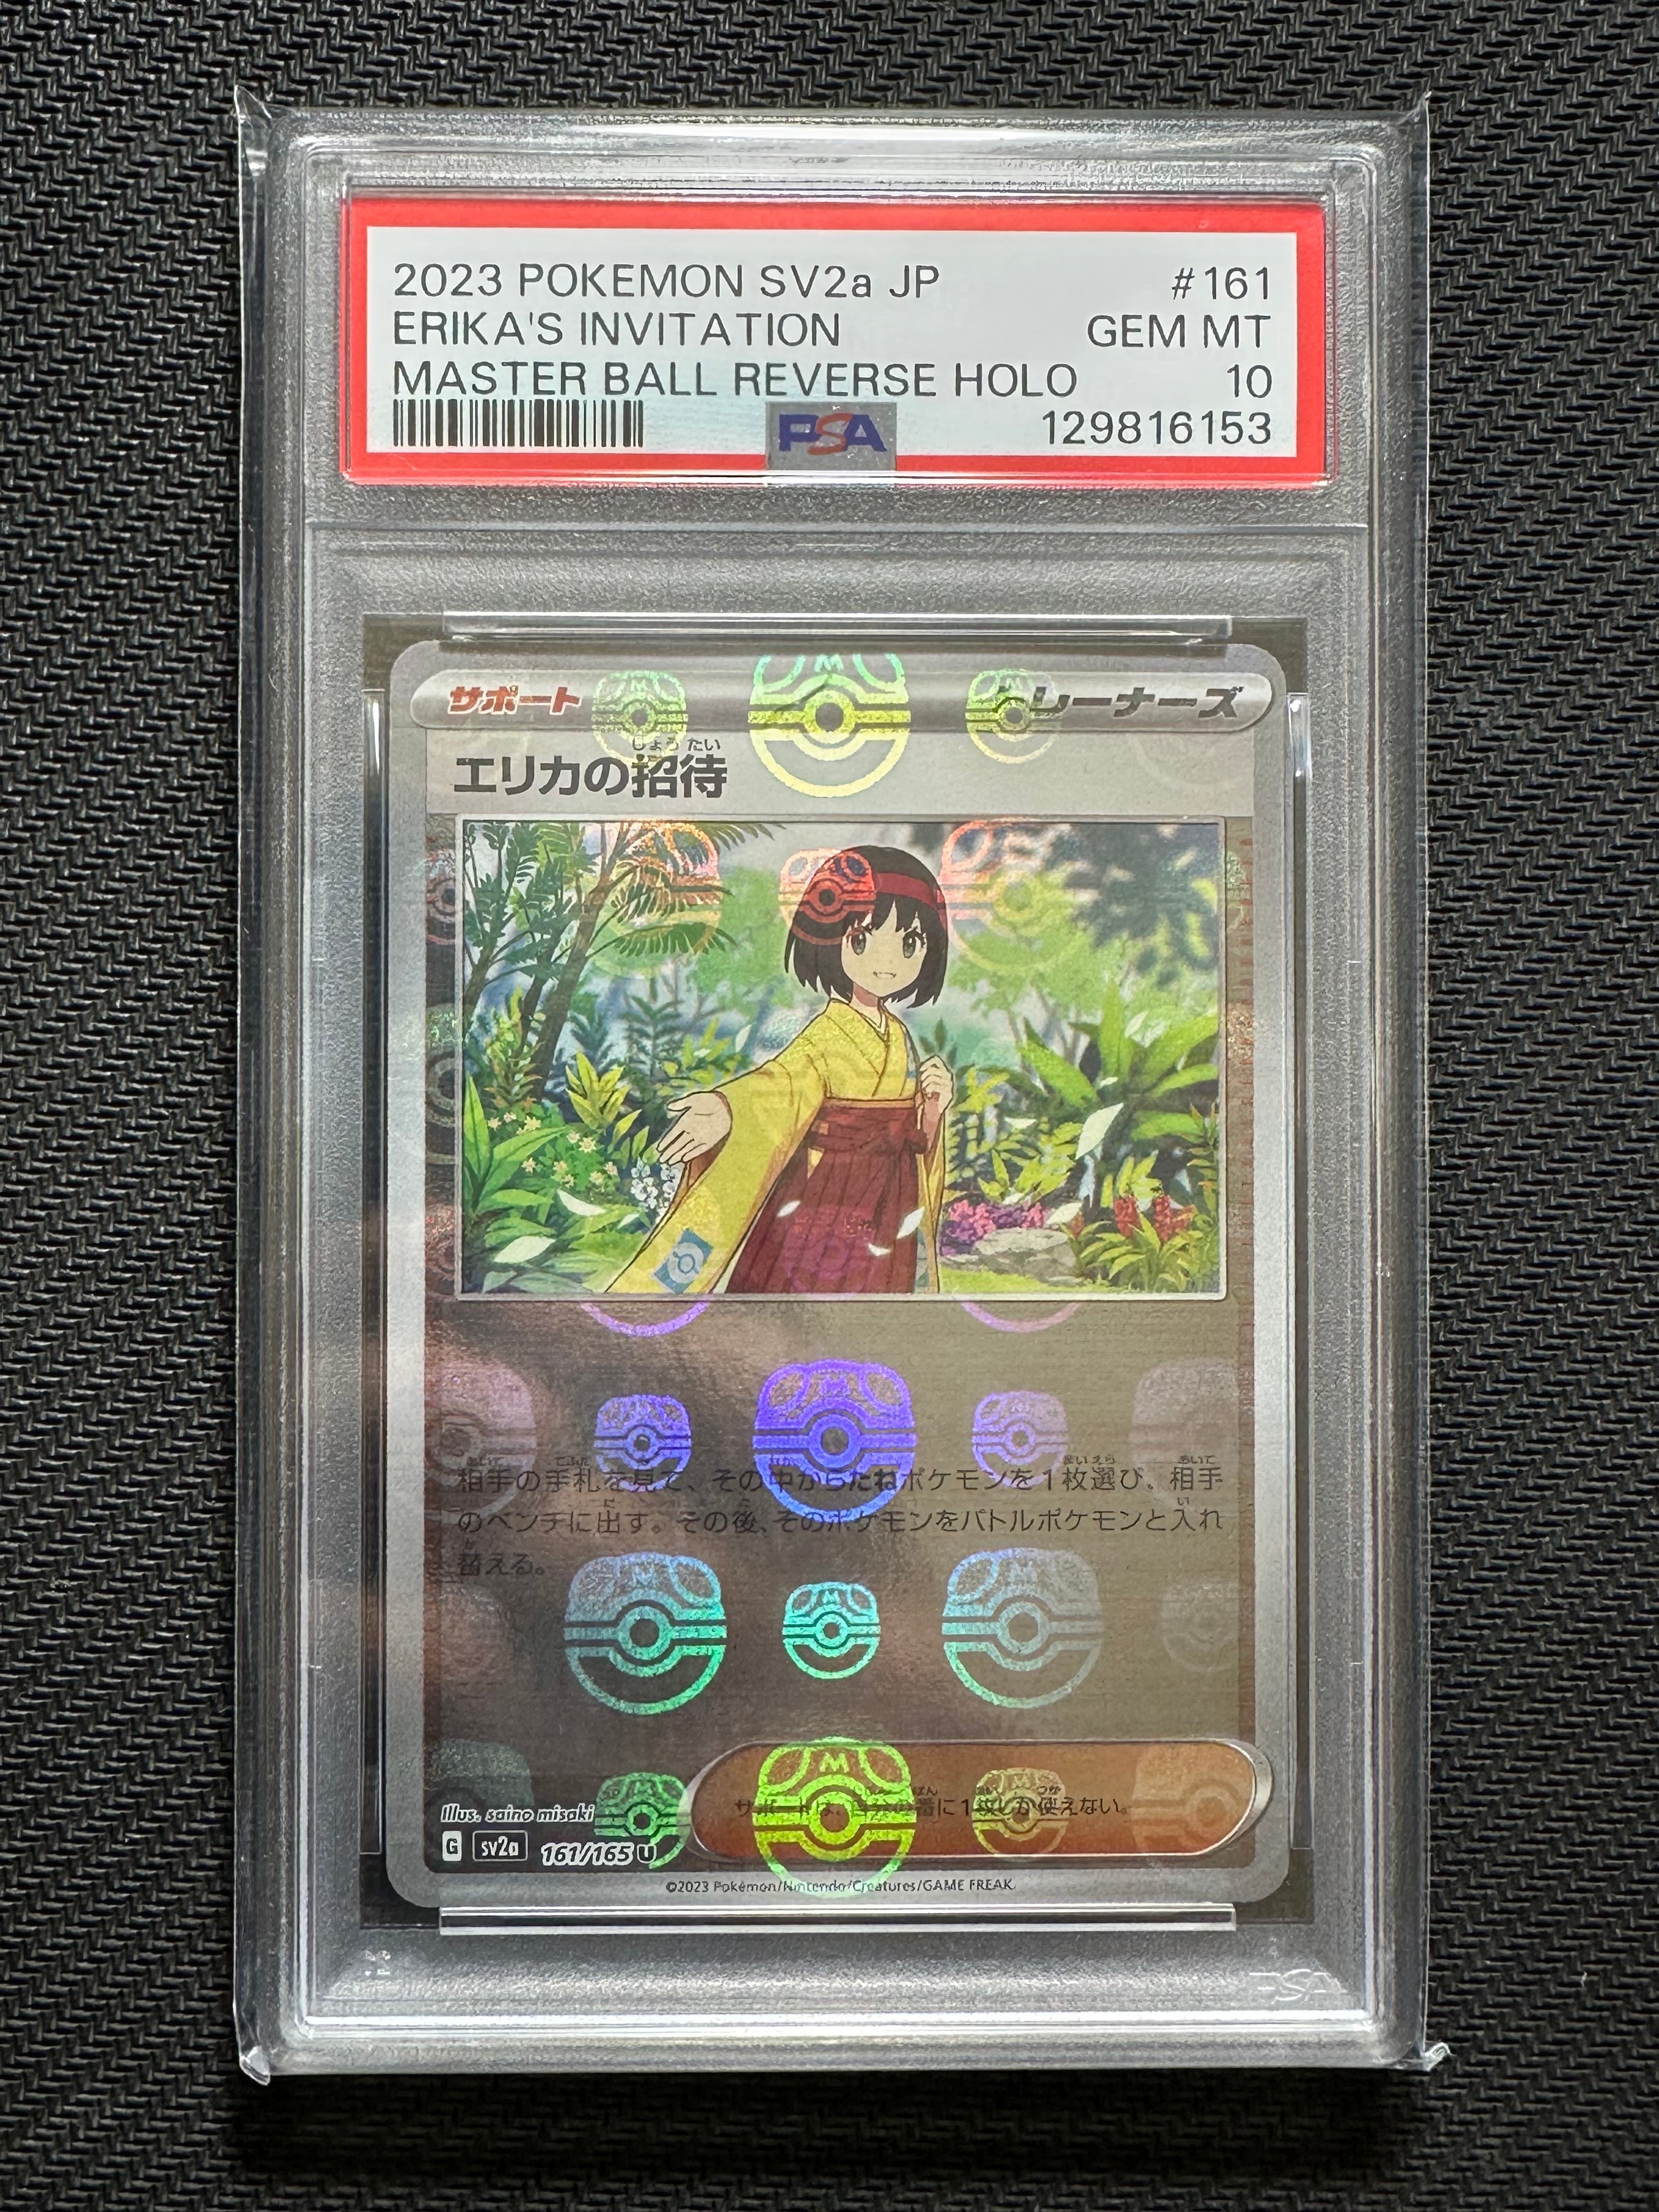 2023 POKEMON SV2a JP #161
ERIKA'S INVITATION GEM MT
MASTER BALL REVERSE HOLO 10
PSA 129816153
サポート トレーナーズ
しょうたい
エリカの招待
相手の手札を見て、その中からたねポケモンを1枚選び、相手
のベンチに出す。その後、そのポケモンをバトルポケモンと入れ
替える。
サポートは、自分の番に1枚しか使えない。
Illus. saino misaki
G sv2a 161/165 U
©2023 Pokémon/Nintendo/Creatures/GAME FREAK.